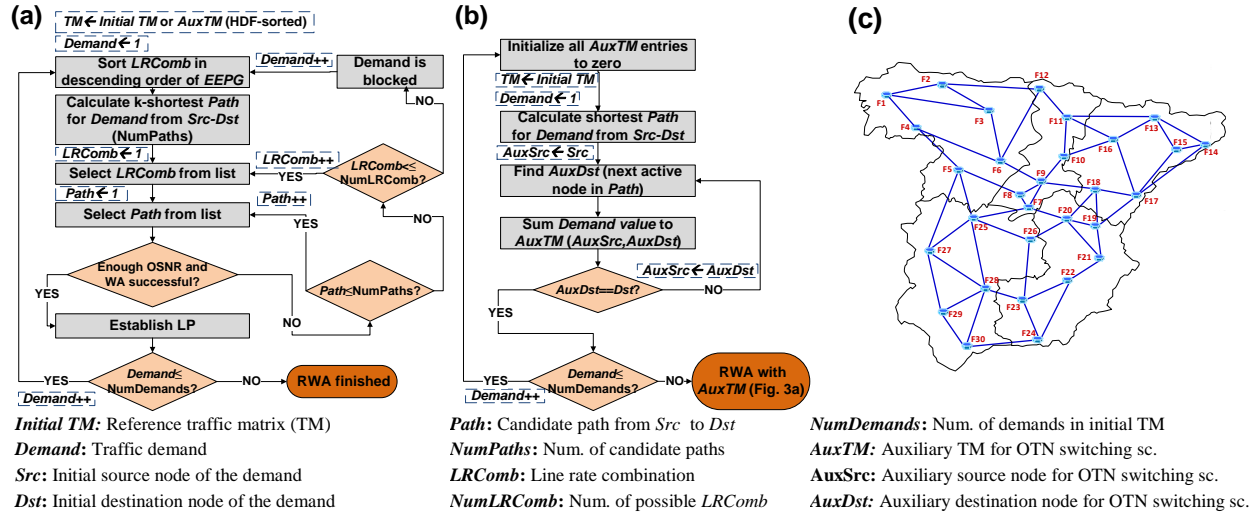 (a)
TM← Initial TM or AuxTM (HDF-sorted)
Demand← 1
Sort LRComb in
descending order of EEPG
Demand++
Demand is
blocked
Calculate k-shortest Path
for Demand from Src-Dst
(NumPaths)
NO
LRComb←1
Select LRComb from list
LRComb++
YES
LRComb<≤
NumLRComb?
Path←1
Path++
Select Path from list
YES
NO
Enough OSNR and
WA successful?
YES
NO
Path≤NumPaths?
Establish LP
Demand≤
NumDemands?
YES
NO
RWA finished
Demand++
(b)
Initialize all AuxTM entries
to zero
TM← Initial TM
Demand←1
Calculate shortest Path
for Demand from Src-Dst
AuxSrc← Src
Find AuxDst (next active
node in Path)
Sum Demand value to
AuxTM (AuxSrc,AuxDst)
AuxSrc← AuxDst
AuxDst==Dst?
NO
YES
Demand≤
NumDemands?
YES
NO
RWA with
AuxTM (Fig. 3a)
Demand++
(c)
F1
F2
F3
F4
F5
F6
F7
F8
F9
F10
F11
F12
F13
F14
F15
F16
F17
F18
F19
F20
F21
F22
F23
F24
F25
F26
F27
F28
F29
F30
Initial TM: Reference traffic matrix (TM)
Demand: Traffic demand
Src: Initial source node of the demand
Dst: Initial destination node of the demand
Path: Candidate path from Src to Dst
NumPaths: Num. of candidate paths
LRComb: Line rate combination
NumLRComb: Num. of possible LRComb
NumDemands: Num. of demands in initial TM
AuxTM: Auxiliary TM for OTN switching sc.
AuxSrc: Auxiliary source node for OTN switching sc.
AuxDst: Auxiliary destination node for OTN switching sc.